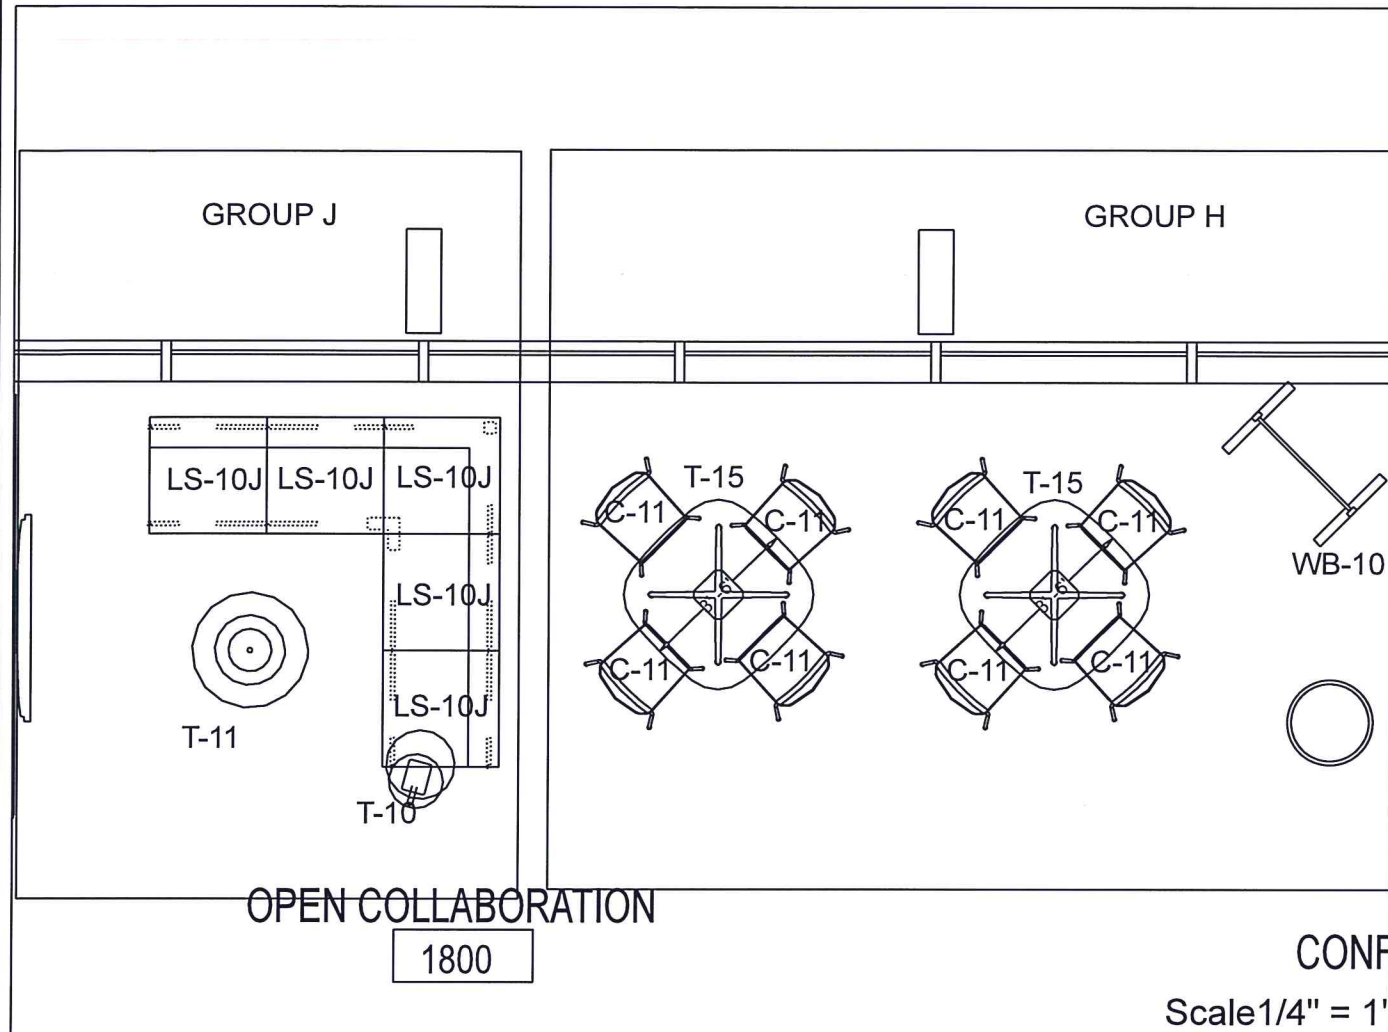 GROUP J
GROUP H
LS-10J LS-10J LS-10J
T-15
T-15
C-11
C-11
C-11
C-11
WB-10
LS-10J
C-11
C-11
C-11
C-11
LS-10J
T-11
T-10
OPEN COLLABORATION
1800
CONF
Scale1/4" = 1'